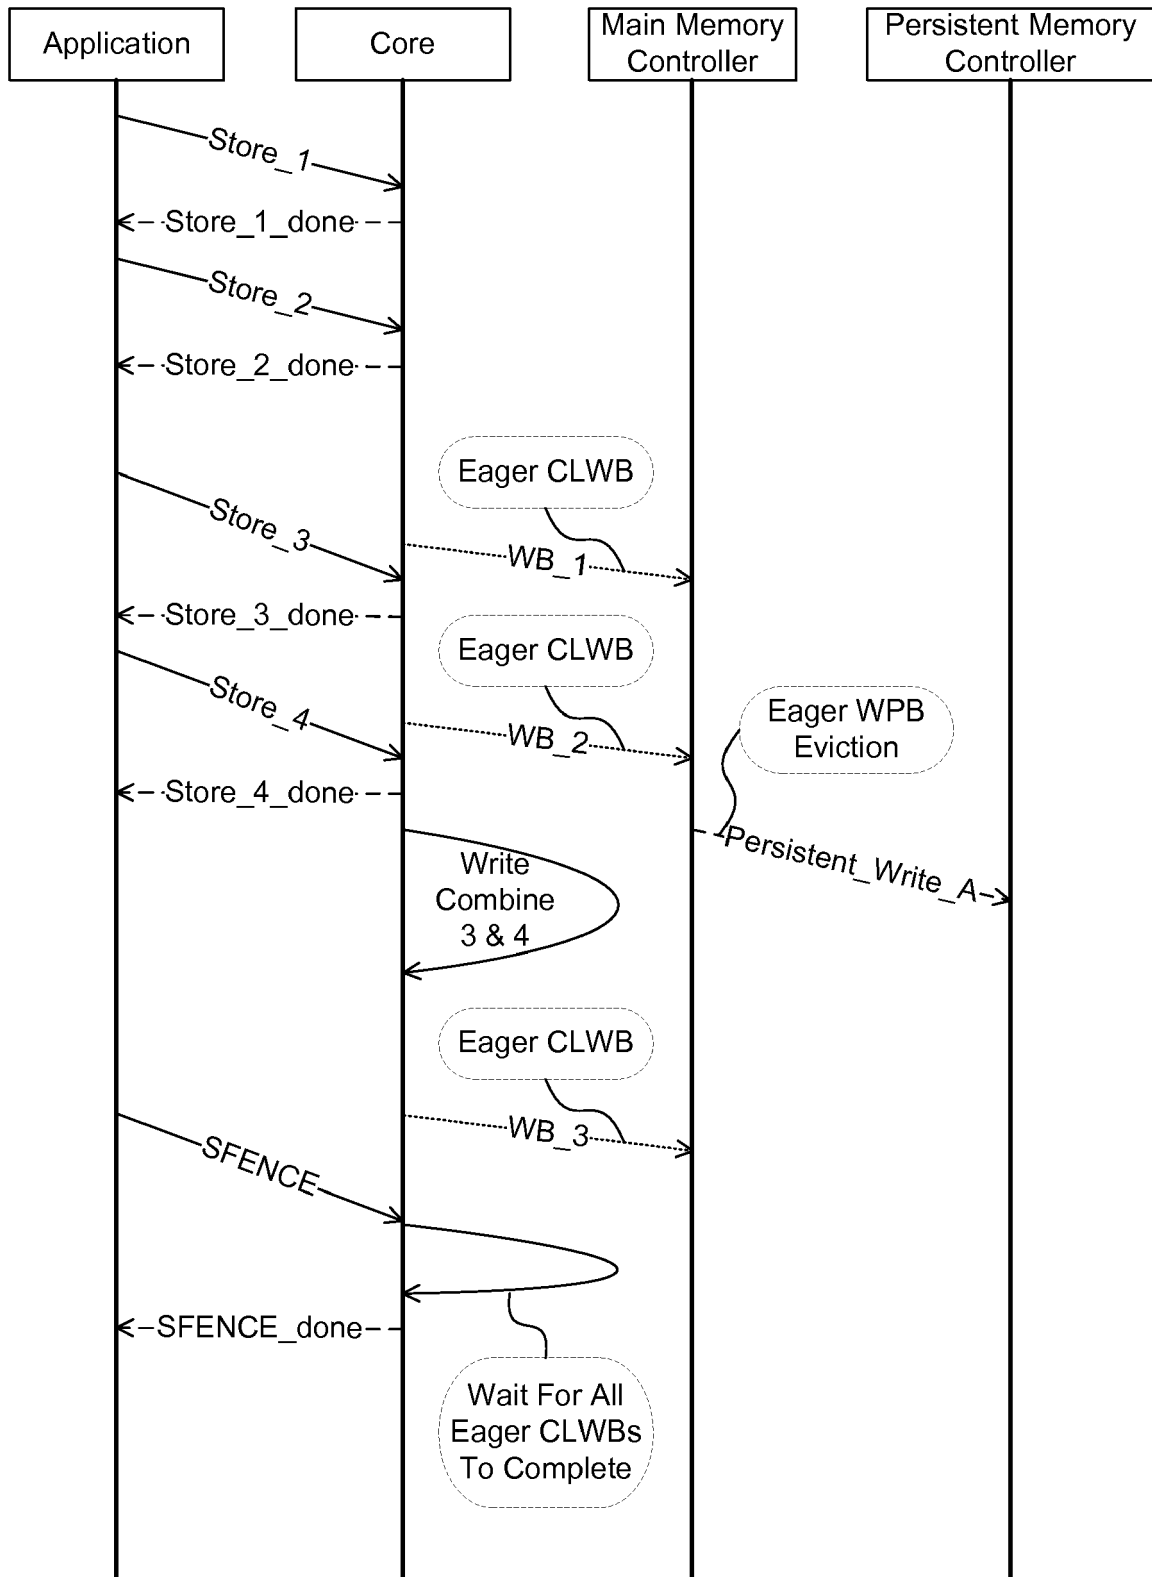 Application
Core
Main Memory
Controller
Persistent Memory
Controller
Store_1
Store_1_done
Store_2
Store_2_done
Eager CLWB
Store_3
WB_1
Store_3_done
Eager CLWB
Store_4
WB_2
Eager WPB
Eviction
Store_4_done
Persistent_Write_A
Write
Combine
3 & 4
Eager CLWB
WB_3
SFENCE
SFENCE_done
Wait For All
Eager CLWBs
To Complete